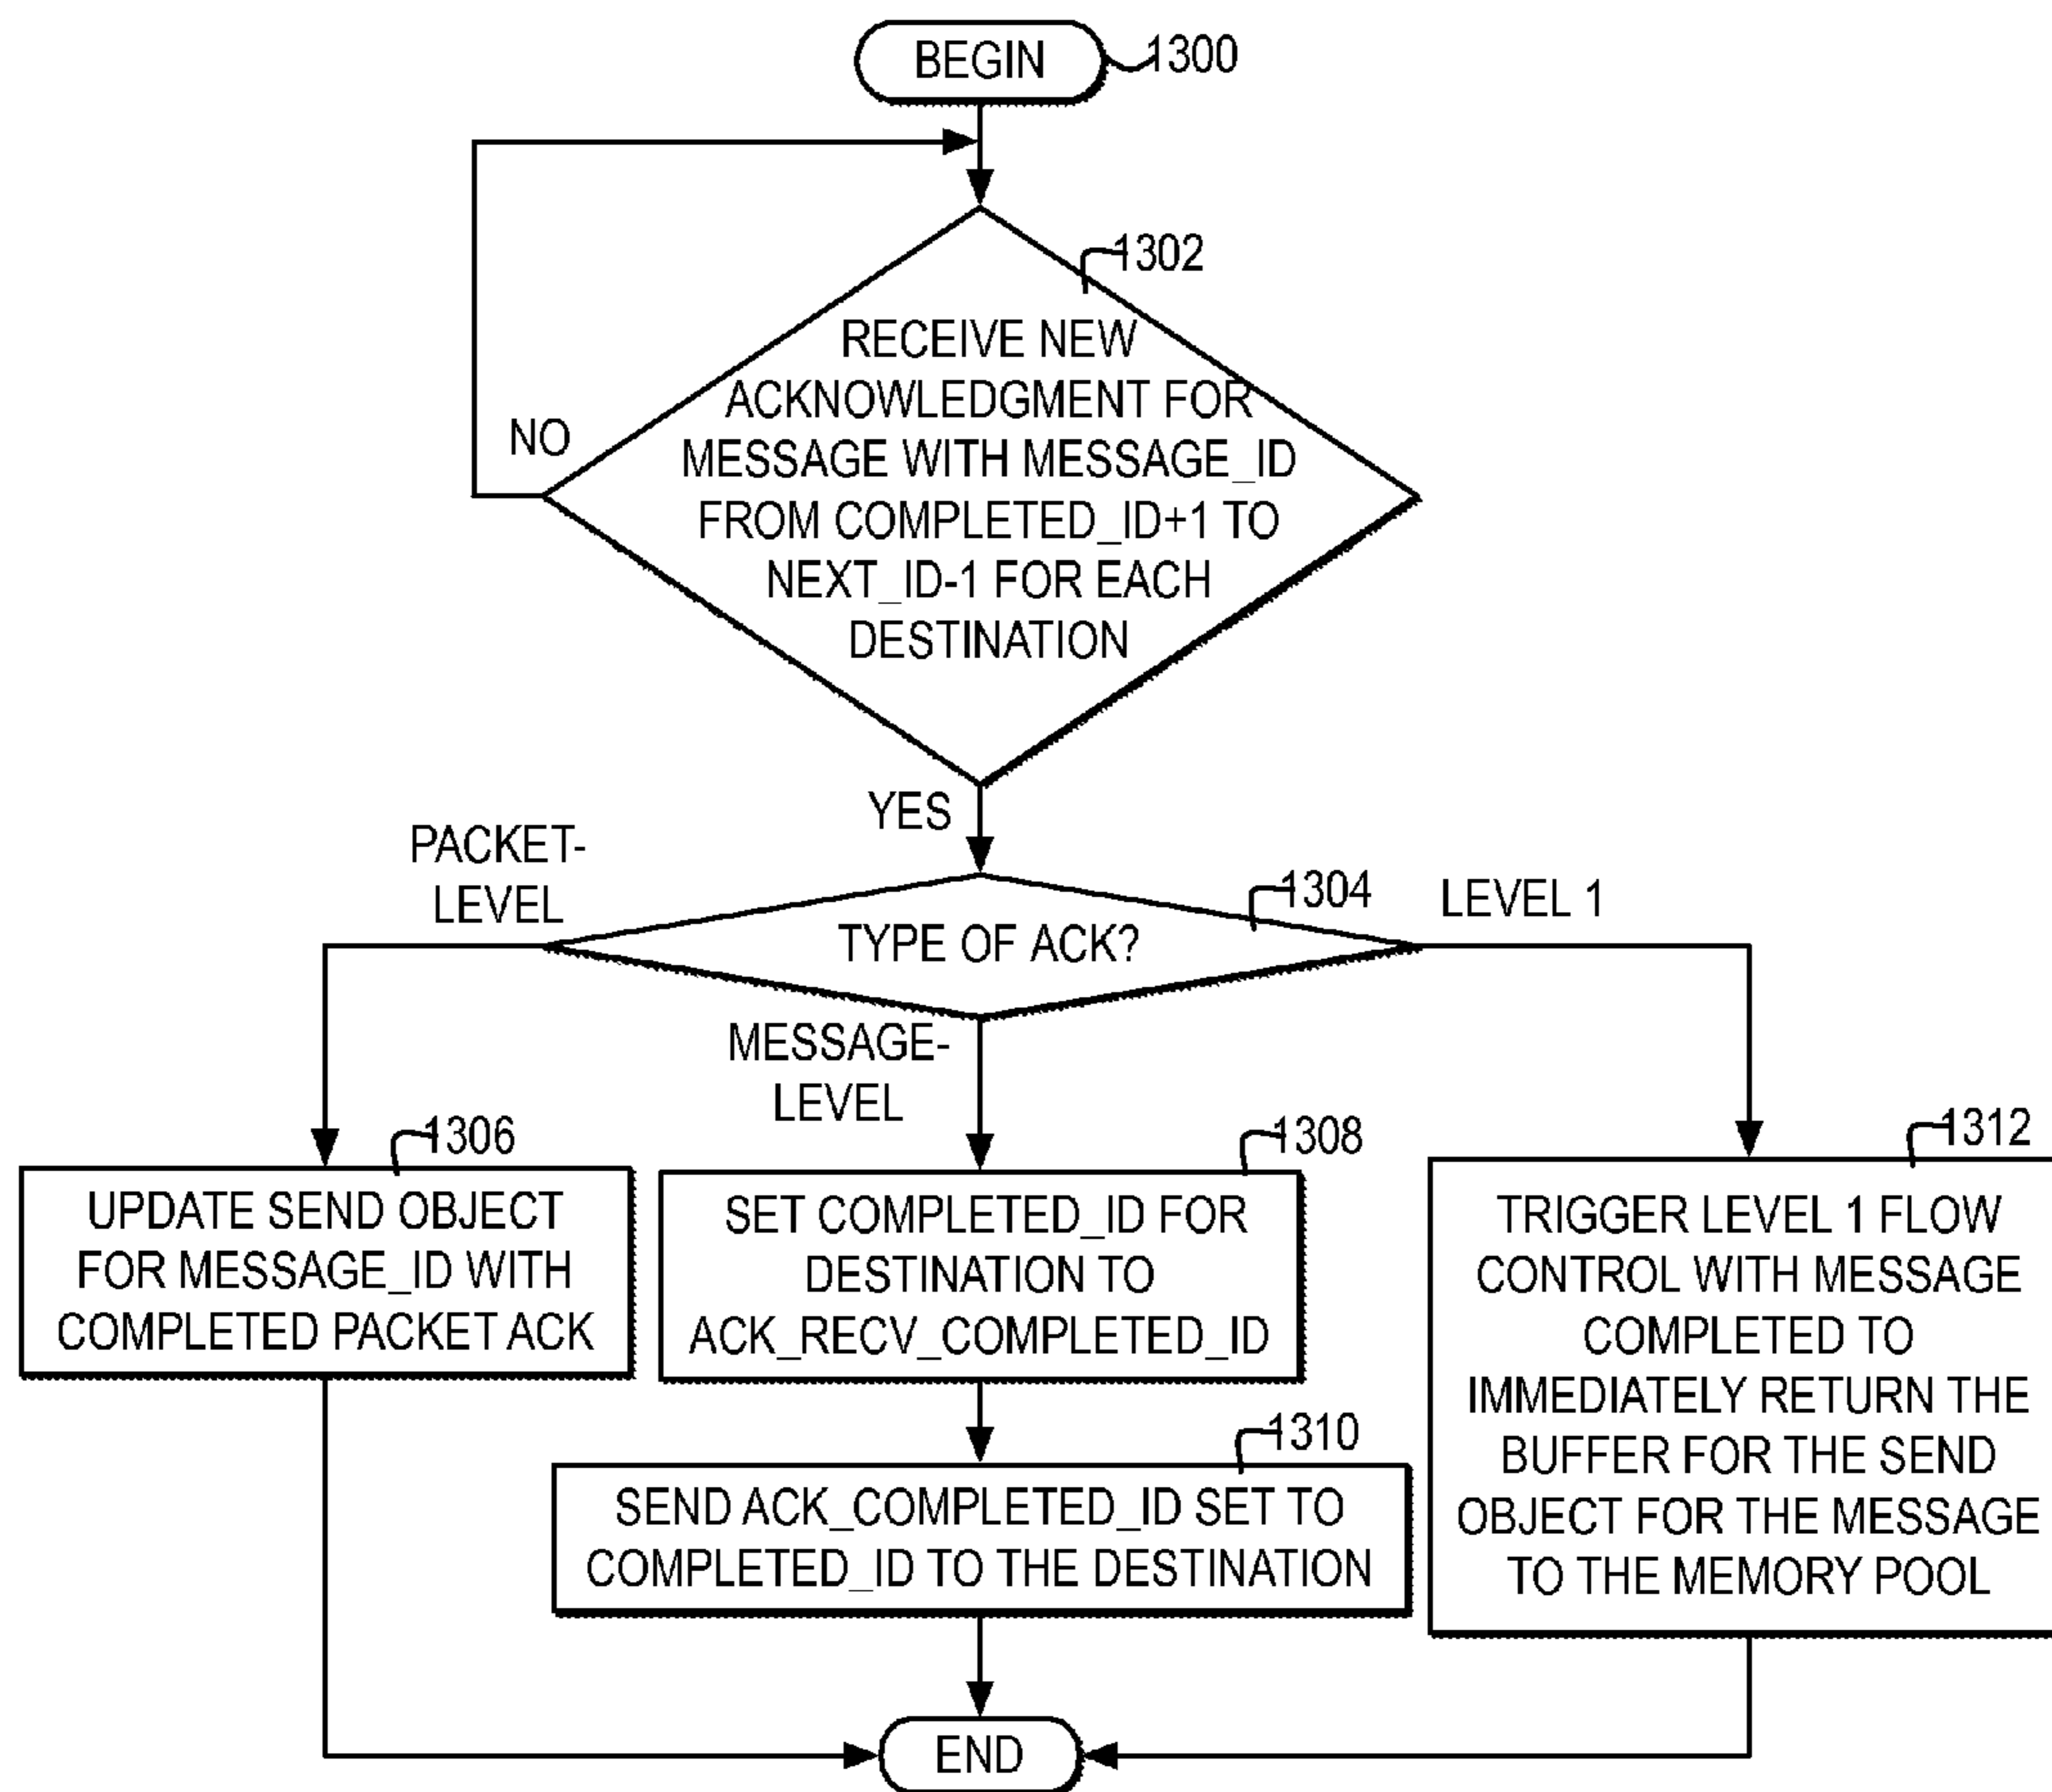 BEGIN
1300
1302
RECEIVE NEW
ACKNOWLEDGMENT FOR
MESSAGE WITH MESSAGE_ID
FROM COMPLETED_ID+1 TO
NEXT_ID-1 FOR EACH
DESTINATION
NO
YES
PACKET-
LEVEL
1304
LEVEL 1
TYPE OF ACK?
MESSAGE-
LEVEL
1306
UPDATE SEND OBJECT
FOR MESSAGE_ID WITH
COMPLETED PACKET ACK
1308
SET COMPLETED_ID FOR
DESTINATION TO
ACK_RECV_COMPLETED_ID
1310
SEND ACK_COMPLETED_ID SET TO
COMPLETED_ID TO THE DESTINATION
1312
TRIGGER LEVEL 1 FLOW
CONTROL WITH MESSAGE
COMPLETED TO
IMMEDIATELY RETURN THE
BUFFER FOR THE SEND
OBJECT FOR THE MESSAGE
TO THE MEMORY POOL
END